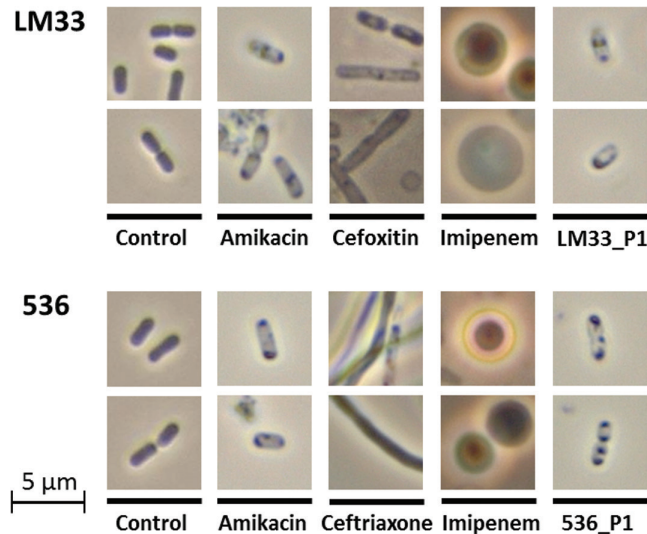 LM33
Control Amikacin Cefoxitin Imipenem LM33_P1
536
5 μm
Control Amikacin Ceftriaxone Imipenem 536_P1